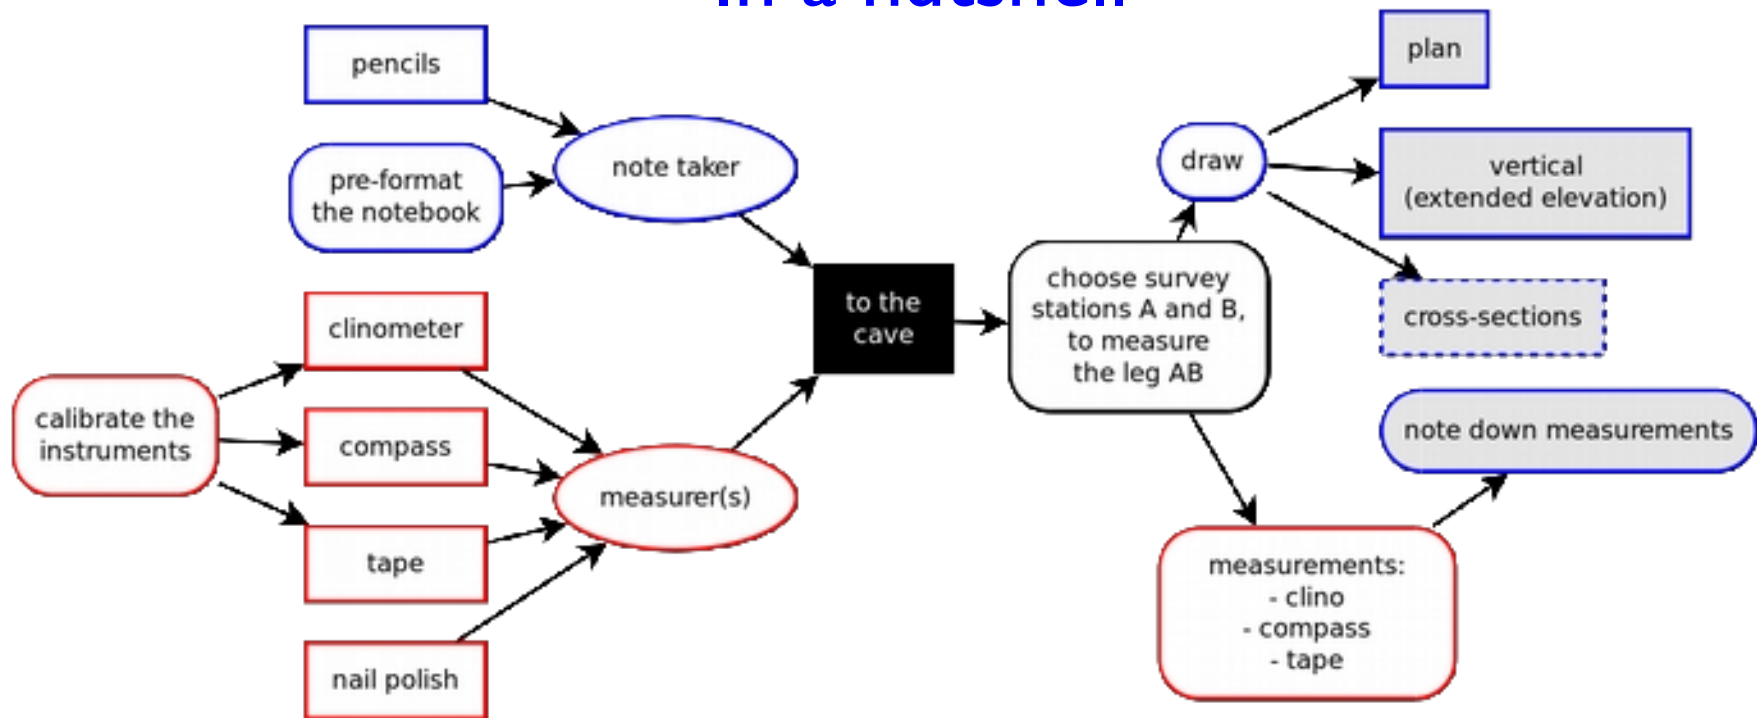 in a nutshell
pencils
pre-format
the notebook
note taker
clinometer
calibrate the
instruments
compass
tape
nail polish
measurer(s)
to the
cave
choose survey
stations A and B,
to measure
the leg AB
draw
plan
vertical
(extended elevation)
cross-sections
note down measurements
measurements:
- clino
- compass
- tape